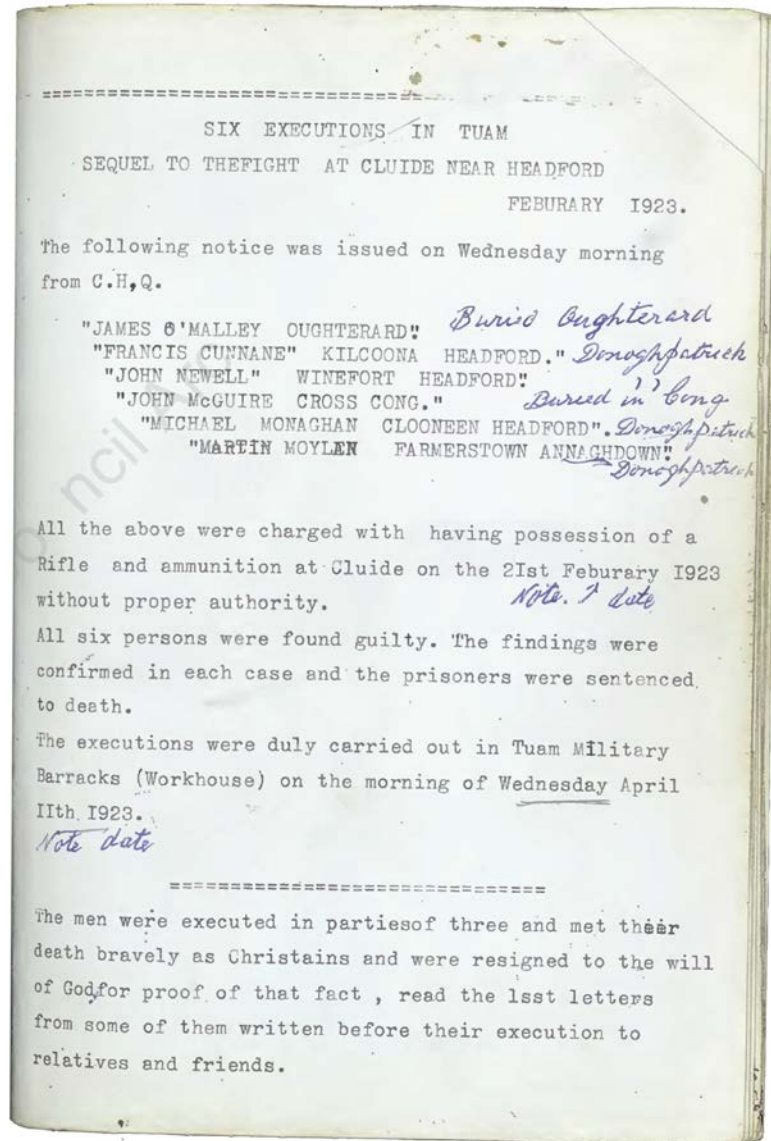 ================================
SIX EXECUTIONS IN TUAM
SEQUEL TO THEFIGHT AT CLUIDE NEAR HEADFORD
FEBURARY I923.
The following notice was issued on Wednesday morning
from C.H,Q.
"JAMES O'MALLEY OUGHTERARD" Buried Oughterard
"FRANCIS CUNNANE" KILCOONA HEADFORD." Donoghpatrick
"JOHN NEWELL" WINEFORT HEADFORD" ' '
"JOHN McGUIRE CROSS CONG." Buried in Cong
"MICHAEL MONAGHAN CLOONEEN HEADFORD". Donoghpatrick
"MARTIN MOYLEN FARMERSTOWN ANNAGHDOWN"
Donoghpatrick
All the above were charged with having possession of a
Rifle and ammunition at Cluide on the 2Ist Feburary I923
without proper authority. Note. ? date
All six persons were found guilty. The findings were
confirmed in each case and the prisoners were sentenced
to death.
The executions were duly carried out in Tuam Military
Barracks (Workhouse) on the morning of Wednesday April
IIth. I923.
Note date
===============================
The men were executed in partiesof three and met their
death bravely as Christains and were resigned to the will
of God,for proof of that fact , read the lsst letters
from some of them written before their execution to
relatives and friends.